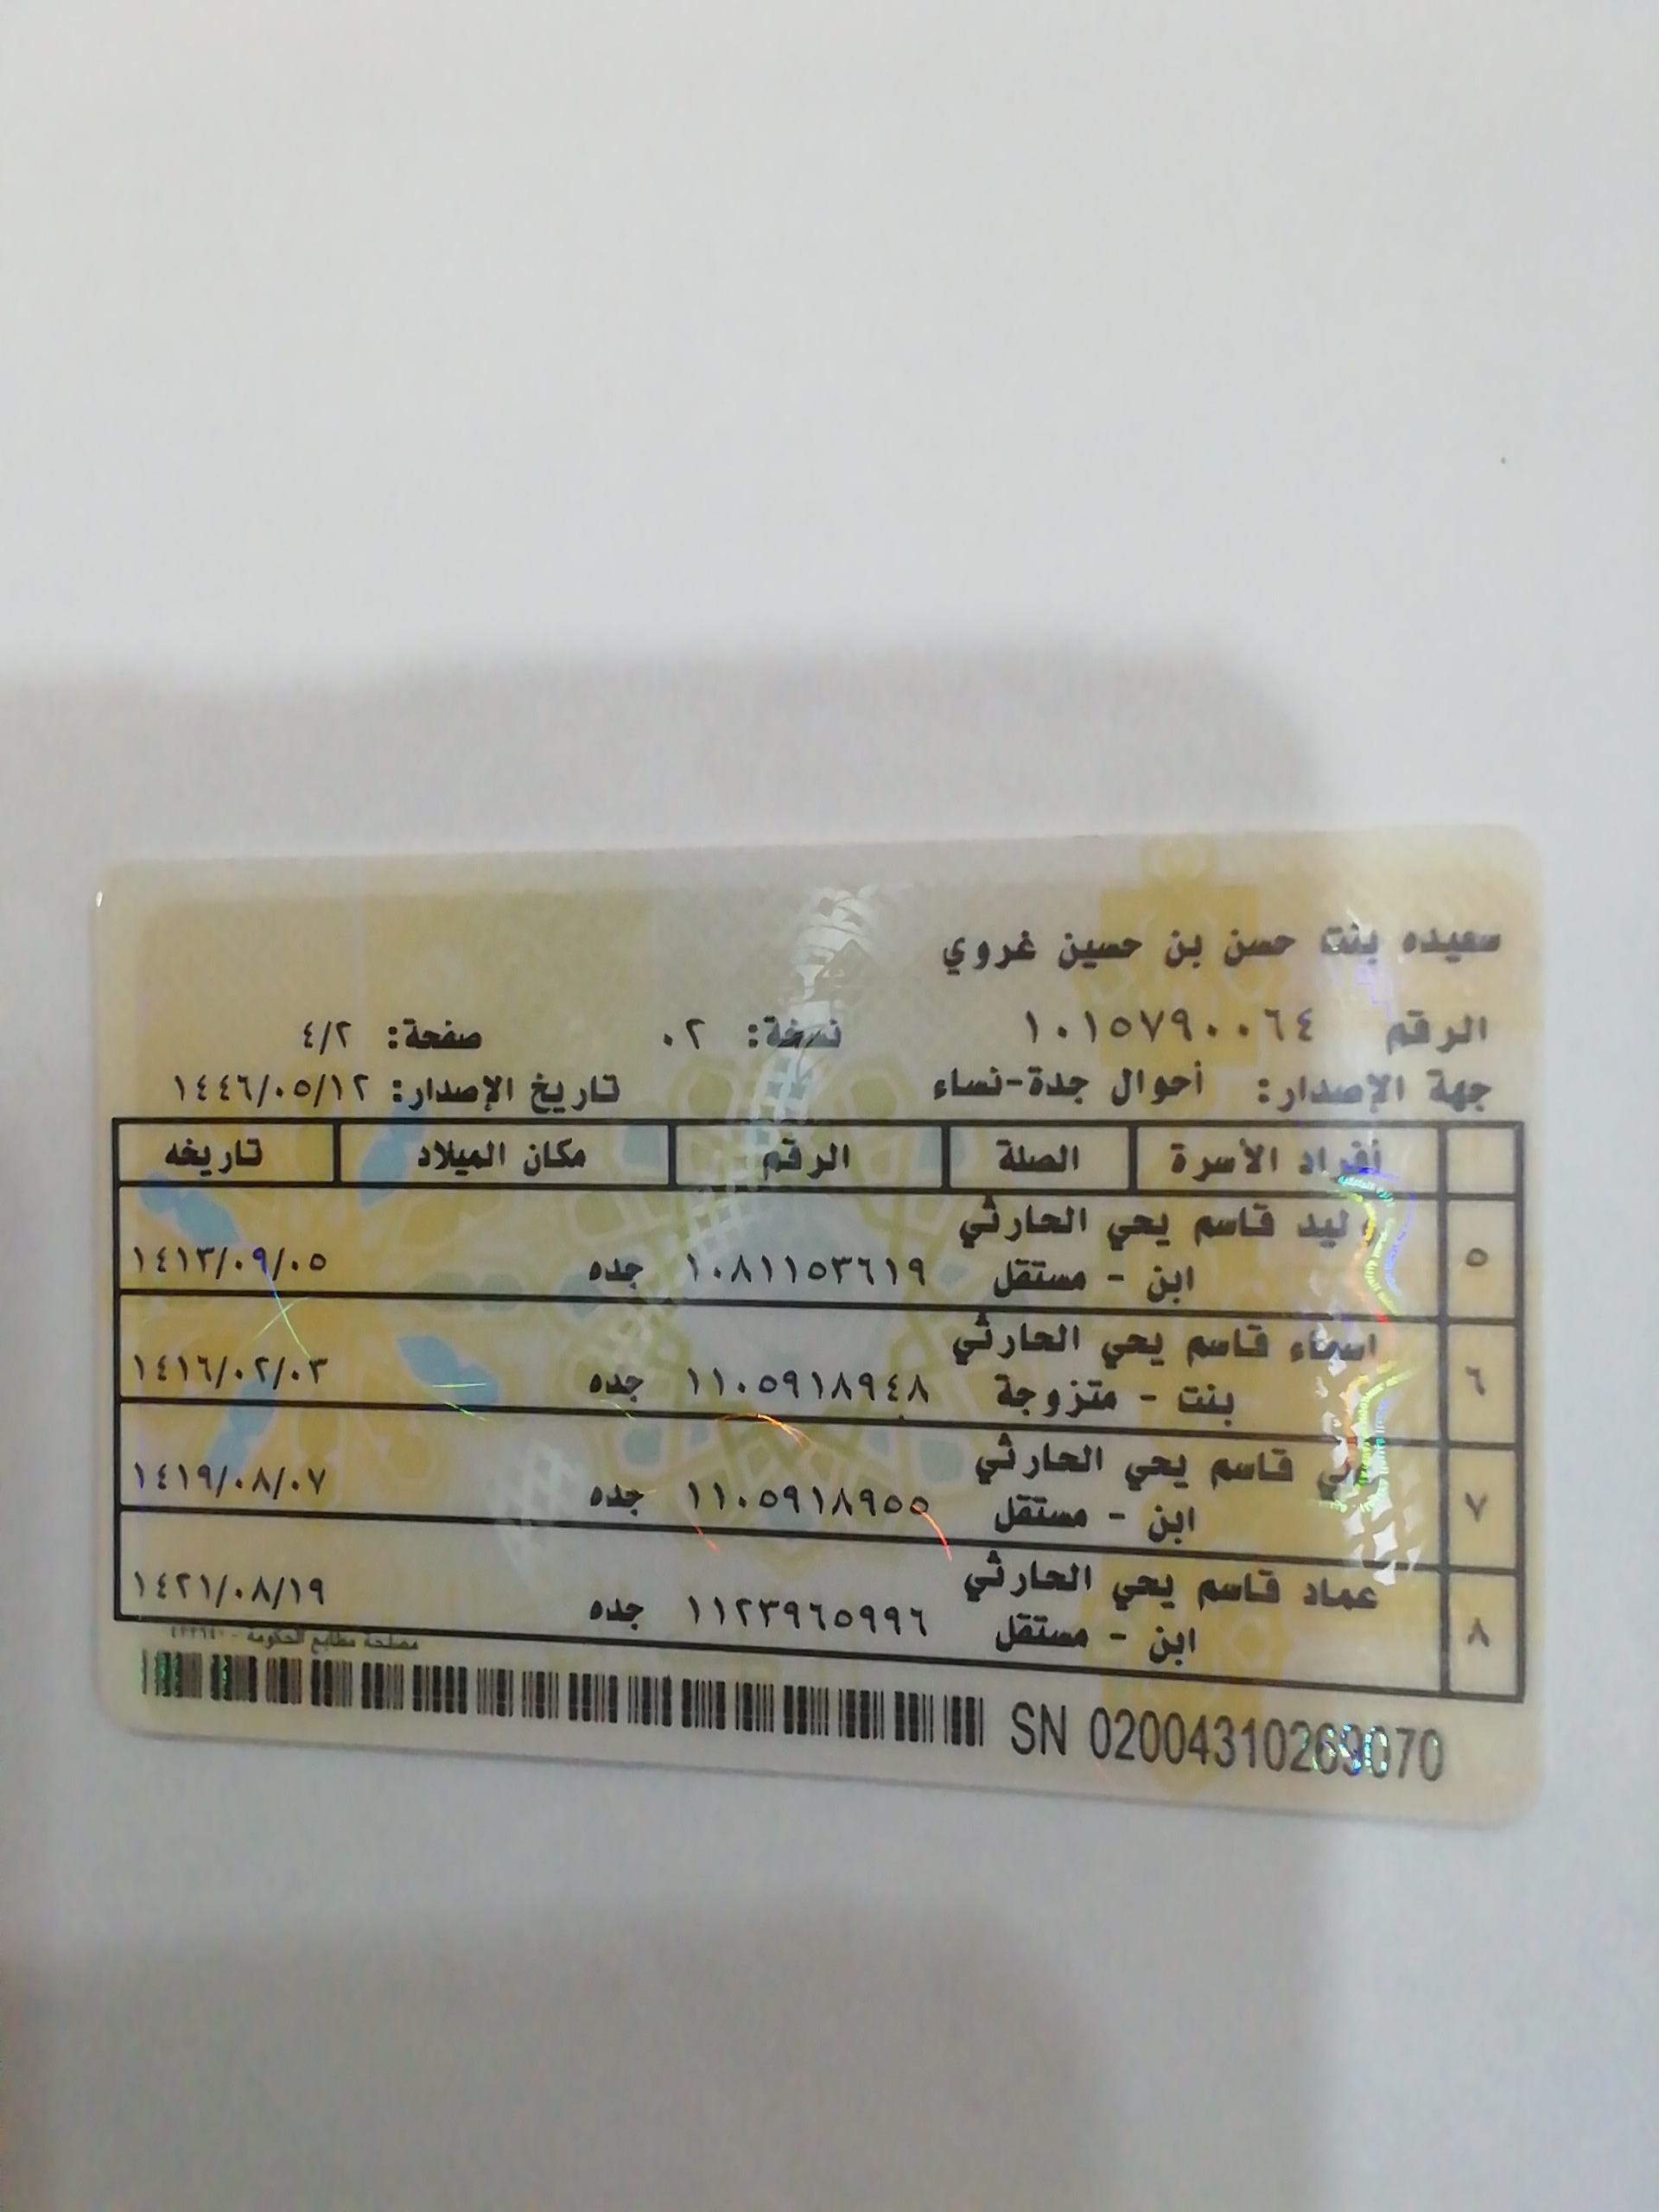 سعيده بنت حسن بن حسين غروي
الرقم ١٠١٥٧٩٠٠٦٤ نسخة: ٠٢ صفحة: ٤/٢
جهة الإصدار: أحوال جدة-نساء تاريخ الإصدار: ١٤٤٦/٠٥/١٢
أفراد الأسرة الصلة الرقم مكان الميلاد تاريخه
٥ قاسم يحي الحارثي
ابن - مستقل ١٠٨١١٥٣٦١٩ جده ١٤١٣/٠٩/٠٥
٦ اسماء قاسم يحي الحارثي
بنت - متزوجة ١١٠٥٩١٨٩٤٨ جده ١٤١٦/٠٢/٠٣
٧ قاسم يحي الحارثي
ابن - مستقل ١١٠٥٩١٨٩٥٥ جده ١٤١٩/٠٨/٠٧
٨ عماد قاسم يحي الحارثي
ابن - مستقل ١١٢٣٩٦٥٩٩٦ جده ١٤٢١/٠٨/١٩
مصلحة مطابع الحكومة -
SN 02004310269070